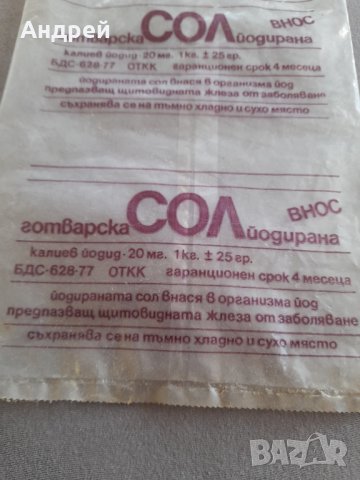 Андрей
ВНОС
готварска СОЛ йодирана
калиев йодид-20 мг. 1кг. ± 25 гр.
БДС-628-77 ОТКК гаранционен срок 4 месеца
йодираната сол внася в организма йод
предпазващ щитовидната жлеза от заболяване
съхранява се на тъмно хладно и сухо място
ВНОС
готварска СОЛ йодирана
калиев йодид-20 мг. 1кг. ± 25 гр.
БДС-628-77 ОТКК гаранционен срок 4 месеца
йодираната сол внася в организма йод
предпазващ щитовидната жлеза от заболяване
съхранява се на тъмно хладно и сухо място
BAZAR